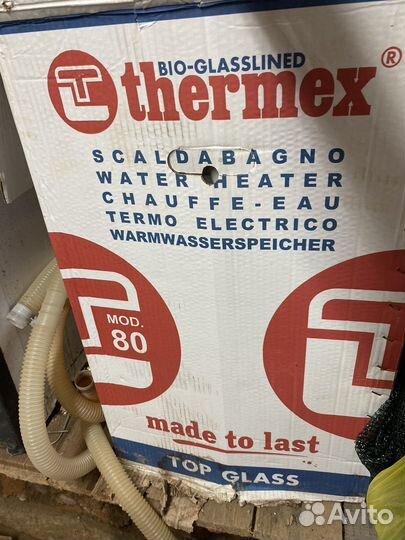 BIO-GLASSLINED
thermex ®
SCALDABAGNO
WATER HEATER
CHAUFFE-EAU
TERMO ELECTRICO
WARMWASSERSPEICHER
MOD.
80
made to last
TOP GLASS
Avito